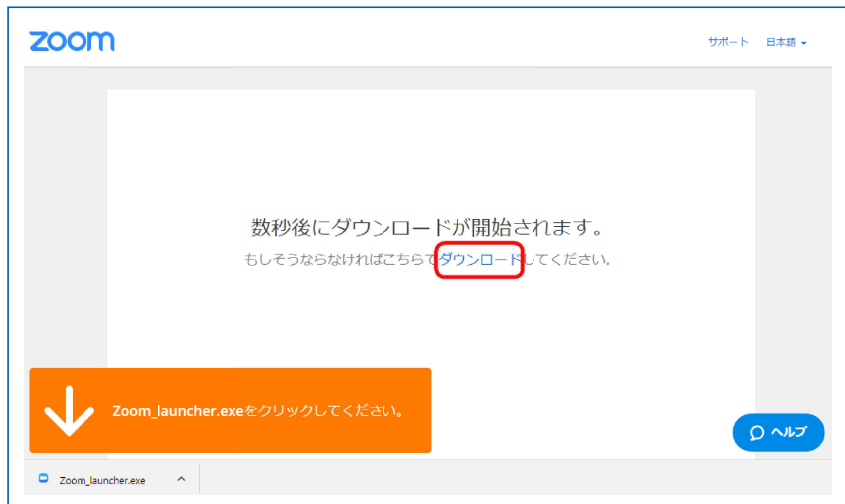 zoom
サポート 日本語
数秒後にダウンロードが開始されます。
もしそうならなければこちらでダウンロードしてください。
Zoom_launcher.exeをクリックしてください。
ヘルプ
Zoom_launcher.exe